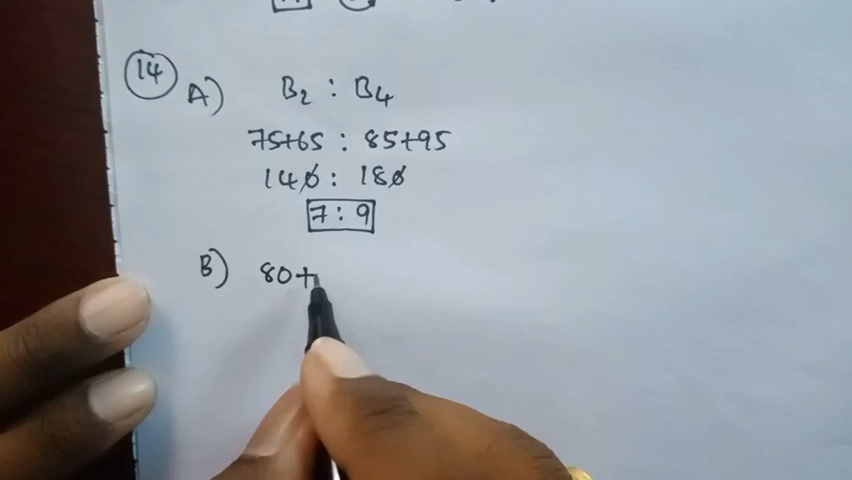 14
A) B2 : B4
75+65 : 85+95
140 : 180
7 : 9
B) 80+